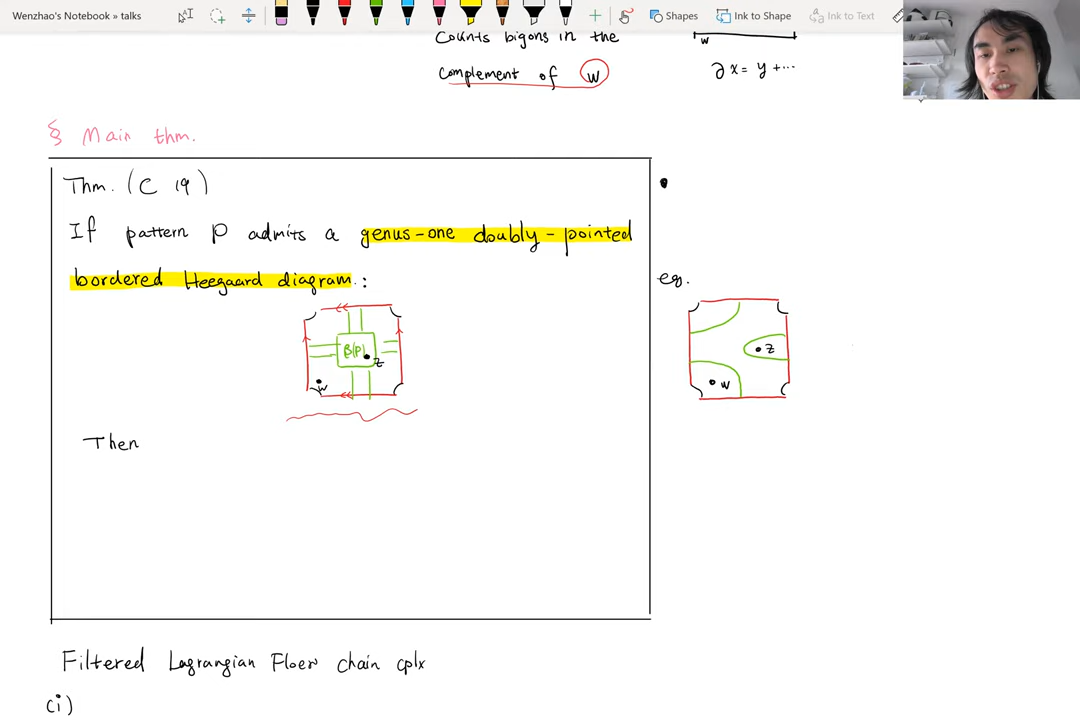 Wenzhao's Notebook » talks
Shapes
Ink to Shape
Ink to Text
Counts bigons in the
complement of w
w
∂x = y + ...
§ Main thm.
Thm. (C 19)
If pattern P admits a genus-one doubly-pointed
bordered Heegaard diagram.:
eg.
β(P)
z
w
z
w
Then
Filtered Lagrangian Floer chain cplx
(i)